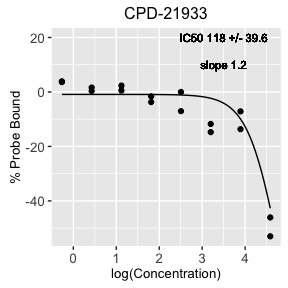 CPD-21933
IC50 118 +/- 39.6
slope 1.2
% Probe Bound
20
0
-20
-40
0
1
2
3
4
5
log(Concentration)